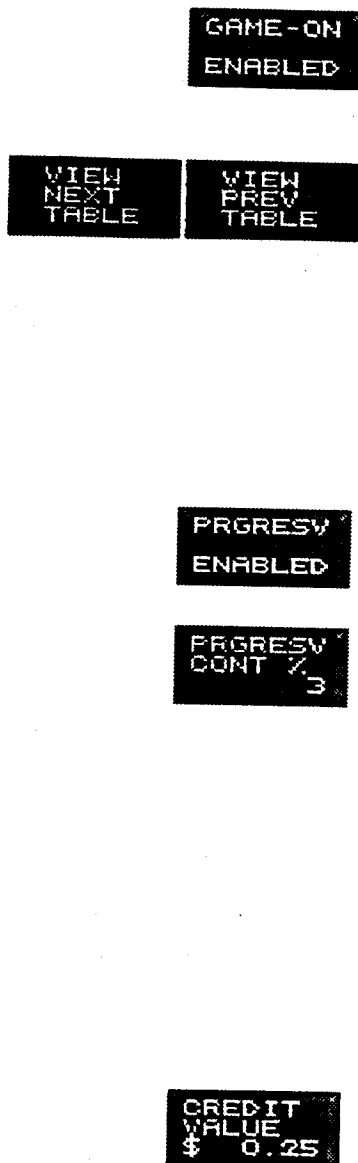 GAME-ON
ENABLED
VIEW
NEXT
TABLE
VIEW
PREV
TABLE
PRGRESV
ENABLED
PRGRESV
CONT %
3
CREDIT
VALUE
$ 0.25